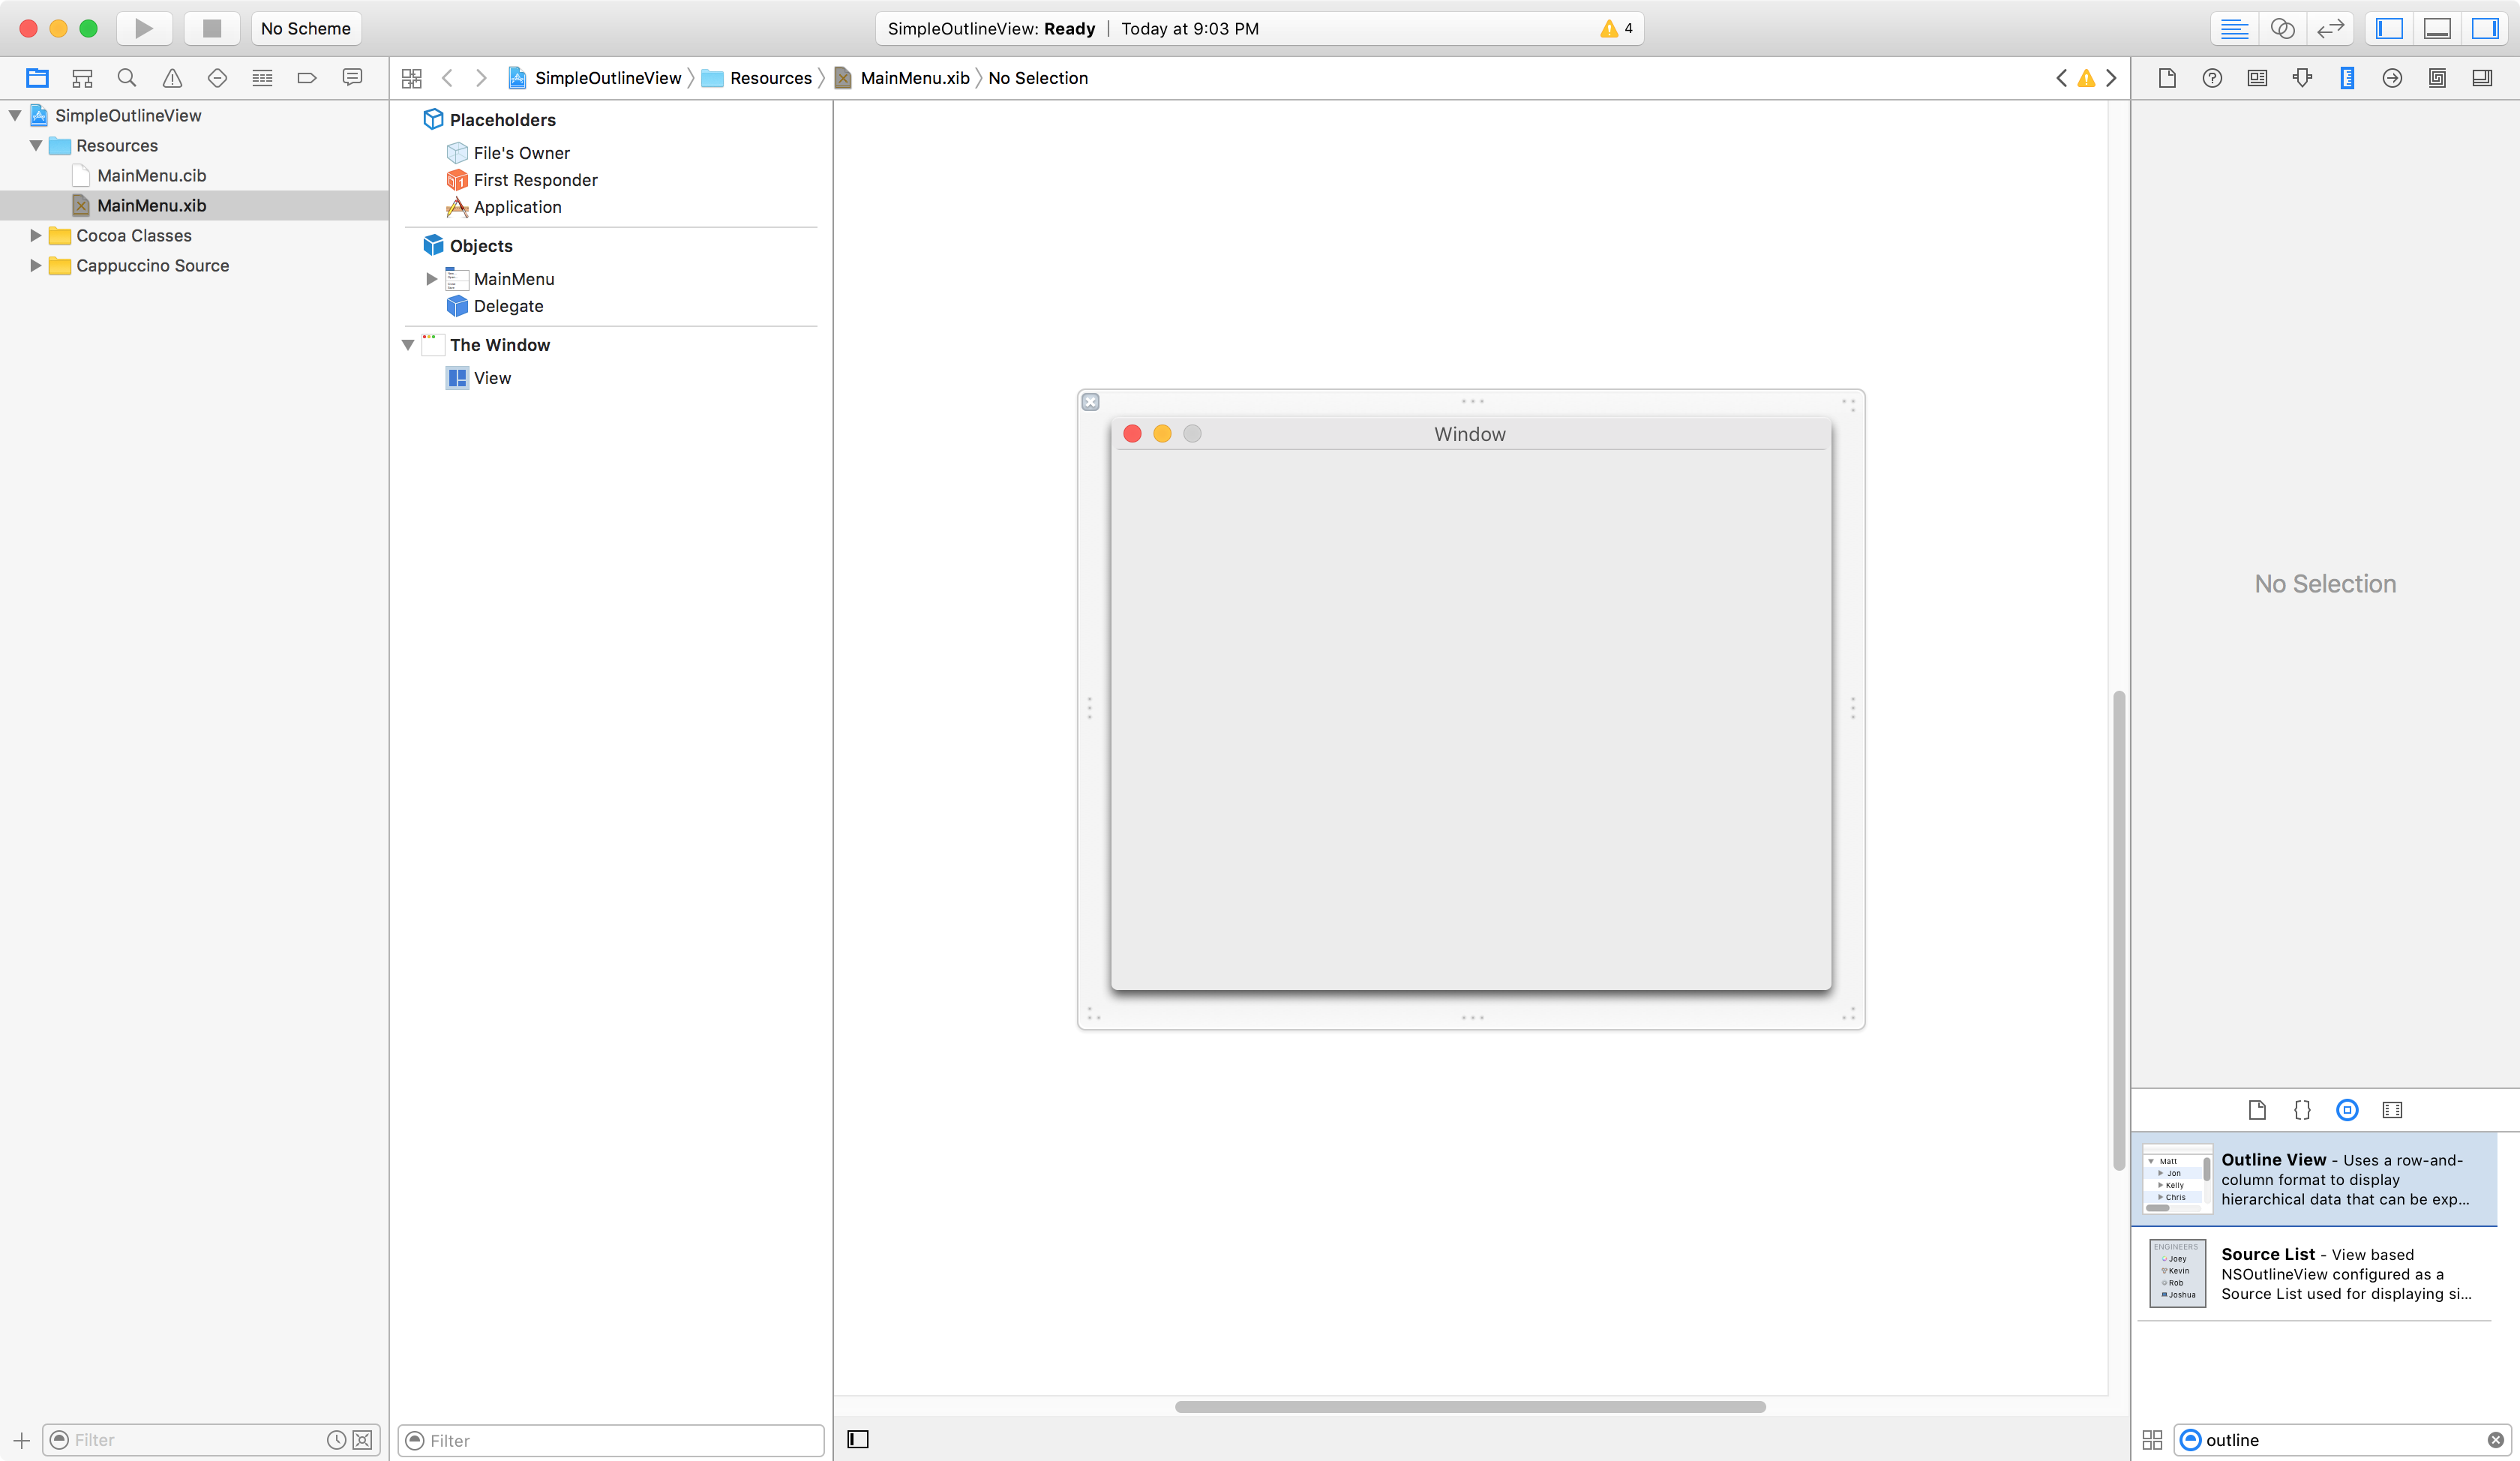 No Scheme
SimpleOutlineView: Ready | Today at 9:03 PM
4
SimpleOutlineView
Resources
MainMenu.xib
No Selection
SimpleOutlineView
Resources
MainMenu.cib
MainMenu.xib
Cocoa Classes
Cappuccino Source
Placeholders
File's Owner
First Responder
Application
Objects
MainMenu
Delegate
The Window
View
Window
No Selection
Matt
Jon
Kelly
Chris
Outline View - Uses a row-and-
column format to display
hierarchical data that can be exp...
ENGINEERS
Joey
Kevin
Rob
Joshua
Source List - View based
NSOutlineView configured as a
Source List used for displaying si...
Filter
Filter
outline